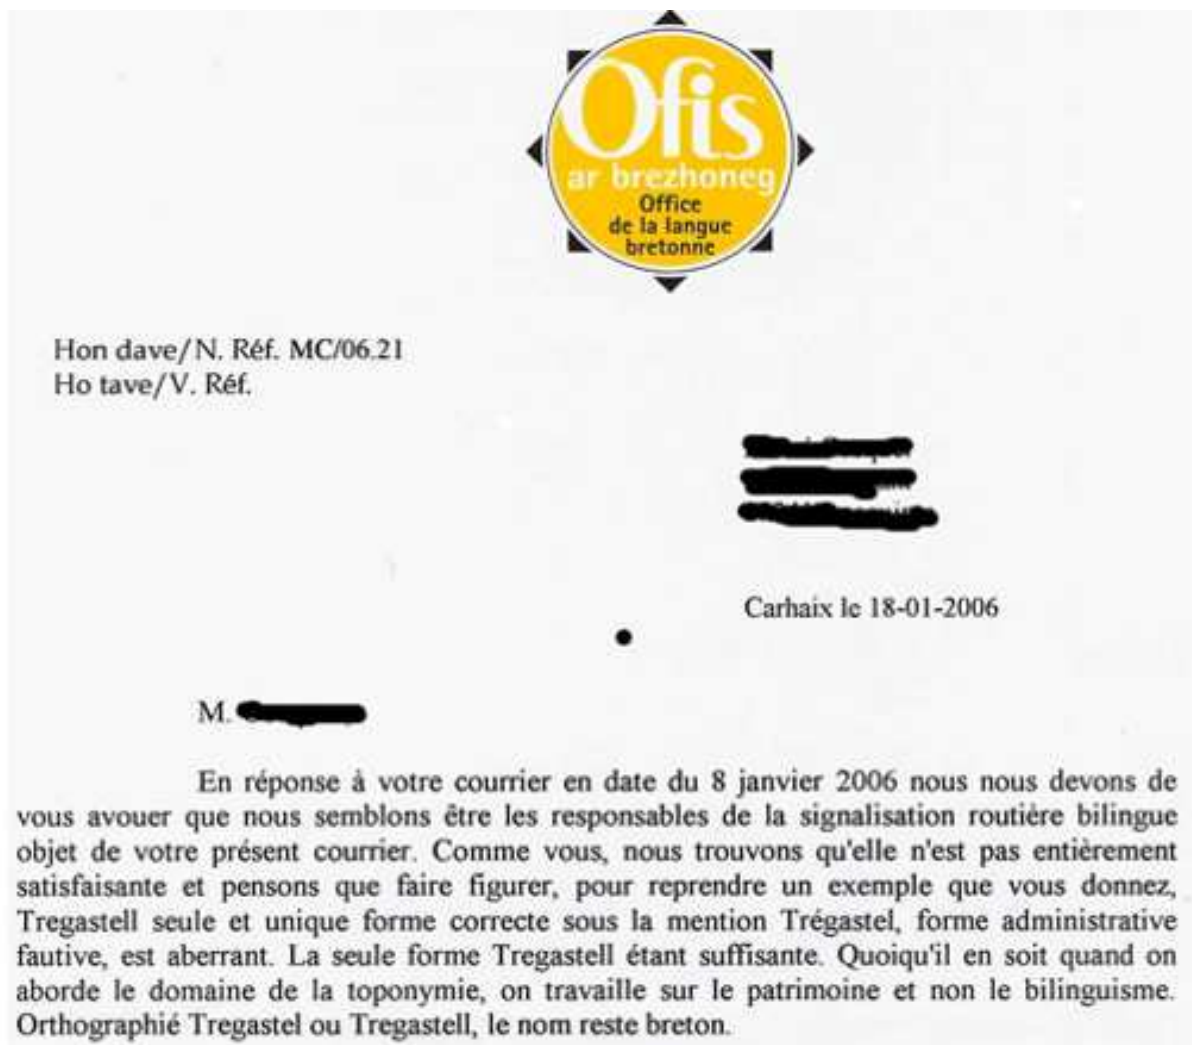 Ofis
ar brezhoneg
Office
de la langue
bretonne
Hon dave/N. Réf. MC/06.21
Ho tave/V. Réf.
Carhaix le 18-01-2006
M.
En réponse à votre courrier en date du 8 janvier 2006 nous nous devons de
vous avouer que nous semblons être les responsables de la signalisation routière bilingue
objet de votre présent courrier. Comme vous, nous trouvons qu'elle n'est pas entièrement
satisfaisante et pensons que faire figurer, pour reprendre un exemple que vous donnez,
Tregastell seule et unique forme correcte sous la mention Trégastel, forme administrative
fautive, est aberrant. La seule forme Tregastell étant suffisante. Quoiqu'il en soit quand on
aborde le domaine de la toponymie, on travaille sur le patrimoine et non le bilinguisme.
Orthographié Tregastel ou Tregastell, le nom reste breton.